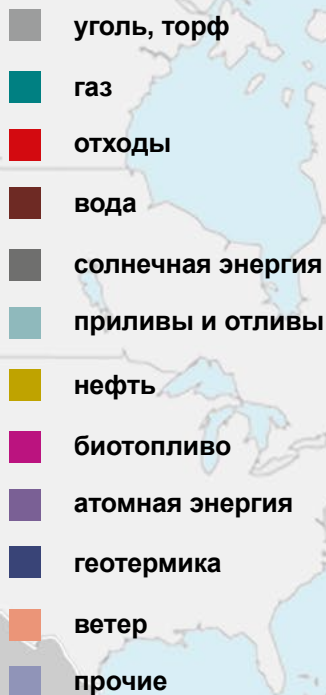 уголь, торф
газ
отходы
вода
солнечная энергия
приливы и отливы
нефть
биотопливо
атомная энергия
геотермика
ветер
прочие